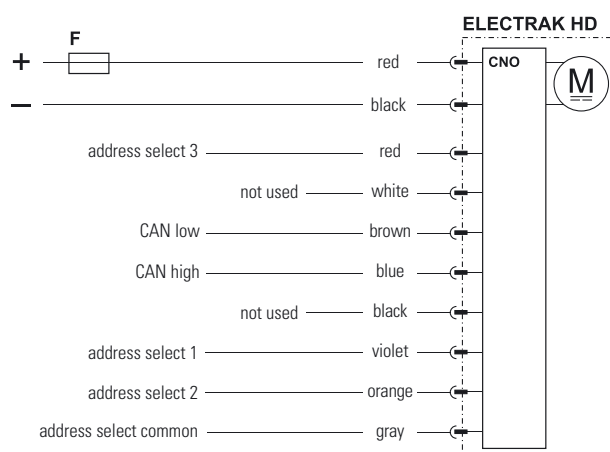 ELECTRAK HD
F
+ red CNO M
− black
address select 3 red
not used white
CAN low brown
CAN high blue
not used black
address select 1 violet
address select 2 orange
address select common gray